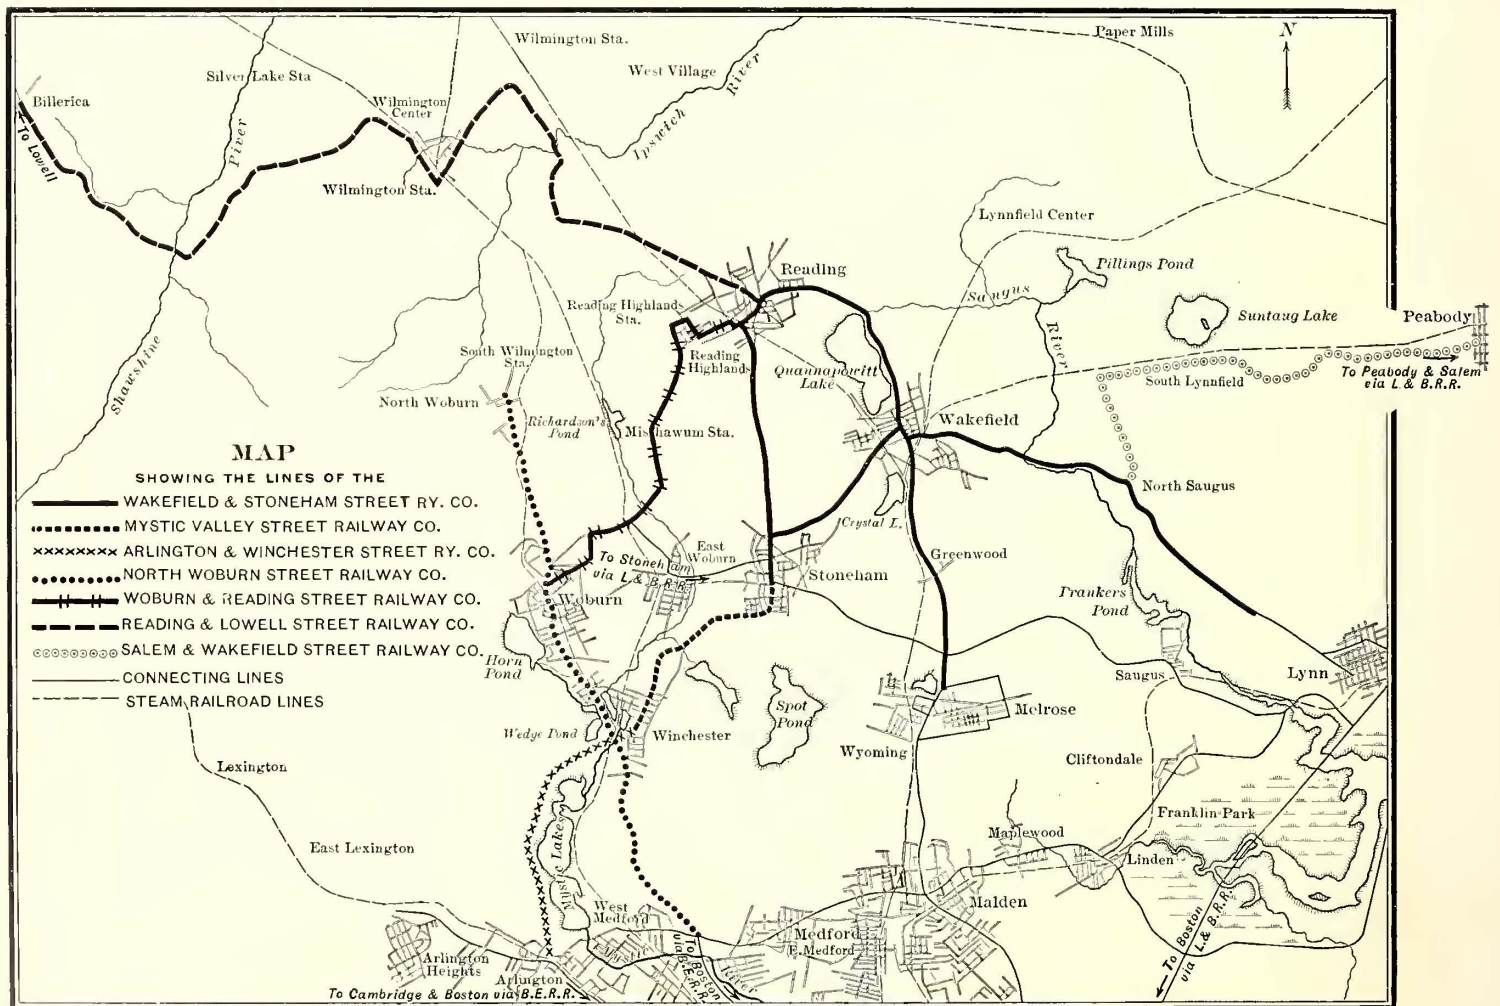 Wilmington Sta.
Paper Mills
N
Silver Lake Sta
West Village
Billerica
Wilmington
Center
River
To Lowell
River
Ipswich
Wilmington Sta.
Lynnfield Center
Reading
Pillings Pond
Saugus
Reading Highlands
Sta.
Suntaug Lake
Peabody
River
South Wilmington
Sta.
Reading
Highlands
Quannapowitt
Lake
To Peabody & Salem
via L & B.R.R.
South Lynnfield
Shawshine
North Woburn
Richardson's
Pond
Mishawum Sta.
Wakefield
North Saugus
MAP
SHOWING THE LINES OF THE
WAKEFIELD & STONEHAM STREET RY. CO.
MYSTIC VALLEY STREET RAILWAY CO.
ARLINGTON & WINCHESTER STREET RY. CO.
NORTH WOBURN STREET RAILWAY CO.
WOBURN & READING STREET RAILWAY CO.
READING & LOWELL STREET RAILWAY CO.
SALEM & WAKEFIELD STREET RAILWAY CO.
CONNECTING LINES
STEAM RAILROAD LINES
Crystal L.
East
Woburn
To Stoneham
via L. & B.R.R.
Greenwood
Stoneham
Woburn
Prankers
Pond
Horn
Pond
Saugus
Lynn
Spot
Pond
Melrose
Wedge Pond
Winchester
Wyoming
Cliftondale
Lexington
Franklin Park
East Lexington
Mystic Lakes
Maplewood
Linden
West
Medford
Malden
Medford
E. Medford
Mystic
River
To Boston
via B.E.R.R.
To Boston
via L. & B.R.R.
Arlington
Heights
Arlington
To Cambridge & Boston via B.E.R.R.